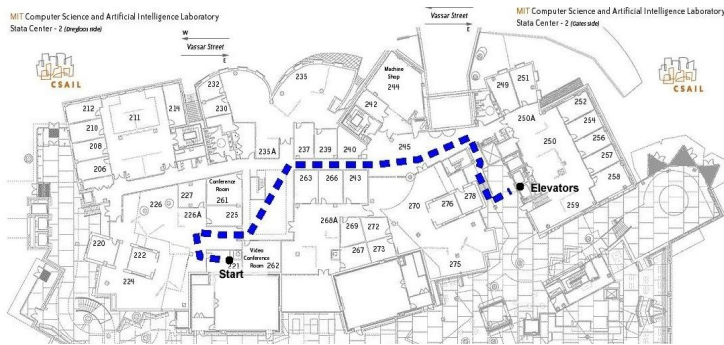 MIT Computer Science and Artificial Intelligence Laboratory
Stata Center - 2 (Dreyfoos side)
CSAIL
W
Vassar Street
E
Vassar Street
E
MIT Computer Science and Artificial Intelligence Laboratory
Stata Center - 2 (Gates side)
CSAIL
235
232
230
Machine
Shop
244
242
249
251
250A
252
254
256
257
258
250
259
212
210
208
206
211
214
235A
237
239
240
245
263
266
243
Conference
Room
261
227
226
226A
225
268A
269
272
267
273
270
276
278
275
Elevators
220
222
224
221
Video
Conference
Room
262
Start